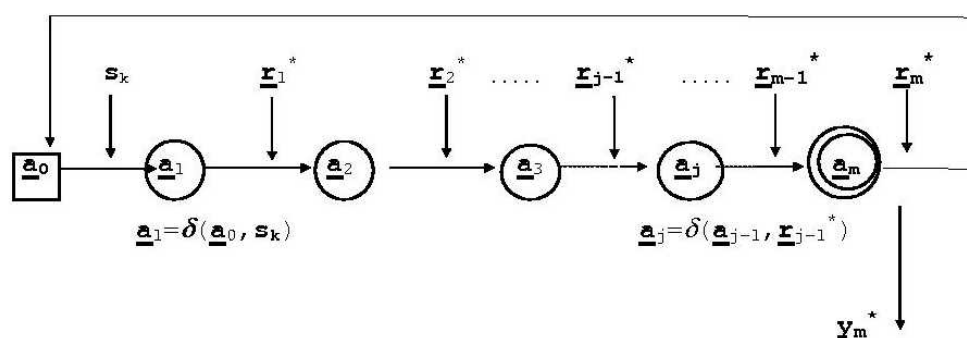 s_k r_1^* r_2^* ..... r_{j-1}^* ..... r_{m-1}^* r_m^*
a_0 a_1 a_2 a_3 a_j a_m
a_1=δ(a_0, s_k) a_j=δ(a_{j-1}, r_{j-1}^*)
y_m^*